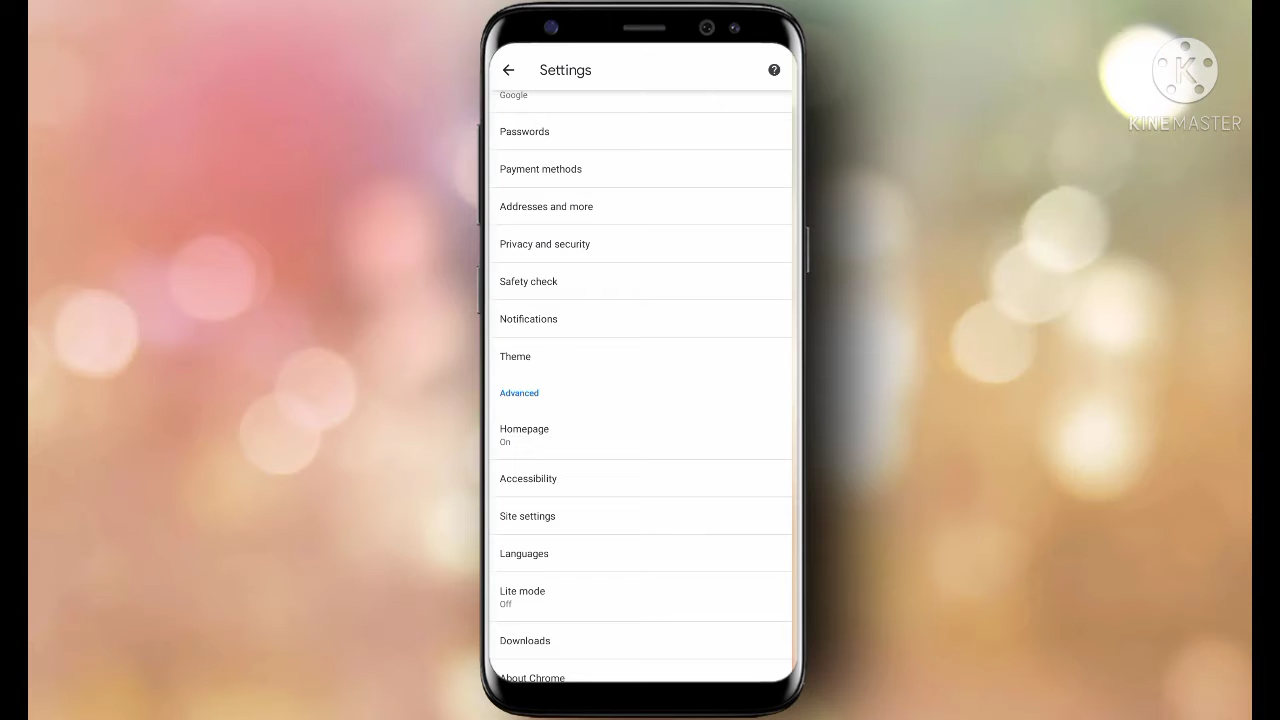 Settings
Google
Passwords
Payment methods
Addresses and more
Privacy and security
Safety check
Notifications
Theme
Advanced
Homepage
On
Accessibility
Site settings
Languages
Lite mode
Off
Downloads
About Chrome
K
KINEMASTER